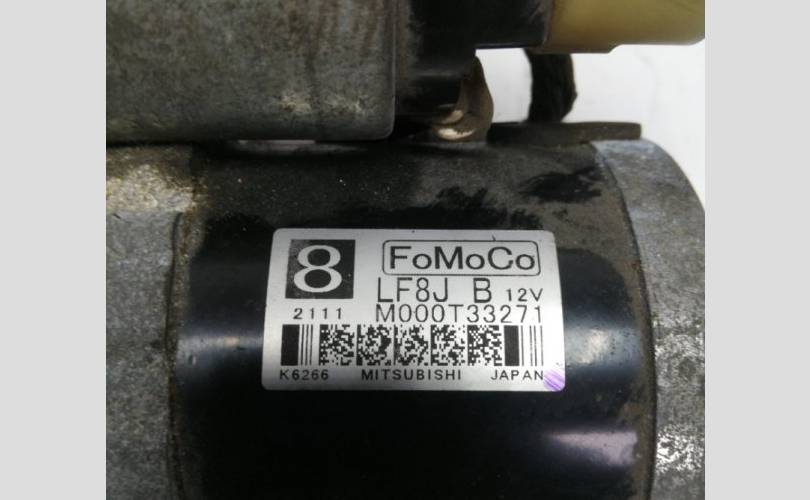 8 FoMoCo
LF8J B 12V
2111 M000T33271
K6266 MITSUBISHI JAPAN